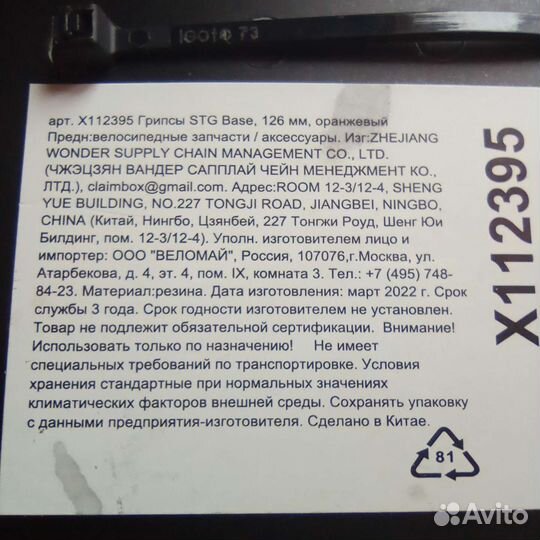 арт. X112395 Грипсы STG Base, 126 мм, оранжевый
Предн:велосипедные запчасти / аксессуары. Изг:ZHEJIANG
WONDER SUPPLY CHAIN MANAGEMENT CO., LTD.
(ЧЖЭЦЗЯН ВАНДЕР САППЛАЙ ЧЕЙН МЕНЕДЖМЕНТ КО.,
ЛТД.), claimbox@gmail.com. Адрес:ROOM 12-3/12-4, SHENG
YUE BUILDING, NO.227 TONGJI ROAD, JIANGBEI, NINGBO,
CHINA (Китай, Нингбо, Цзянбей, 227 Тонгжи Роуд, Шенг Юи
Билдинг, пом. 12-3/12-4). Уполн. изготовителем лицо и
импортер: ООО "ВЕЛОМАЙ", Россия, 107076,г.Москва, ул.
Атарбекова, д. 4, эт. 4, пом. IX, комната 3. Тел.: +7 (495) 748-
84-23. Материал:резина. Дата изготовления: март 2022 г. Срок
службы 3 года. Срок годности изготовителем не установлен.
Товар не подлежит обязательной сертификации. Внимание!
Использовать только по назначению! Не имеет
специальных требований по транспортировке. Условия
хранения стандартные при нормальных значениях
климатических факторов внешней среды. Сохранять упаковку
с данными предприятия-изготовителя. Сделано в Китае.
X112395
81
Avito